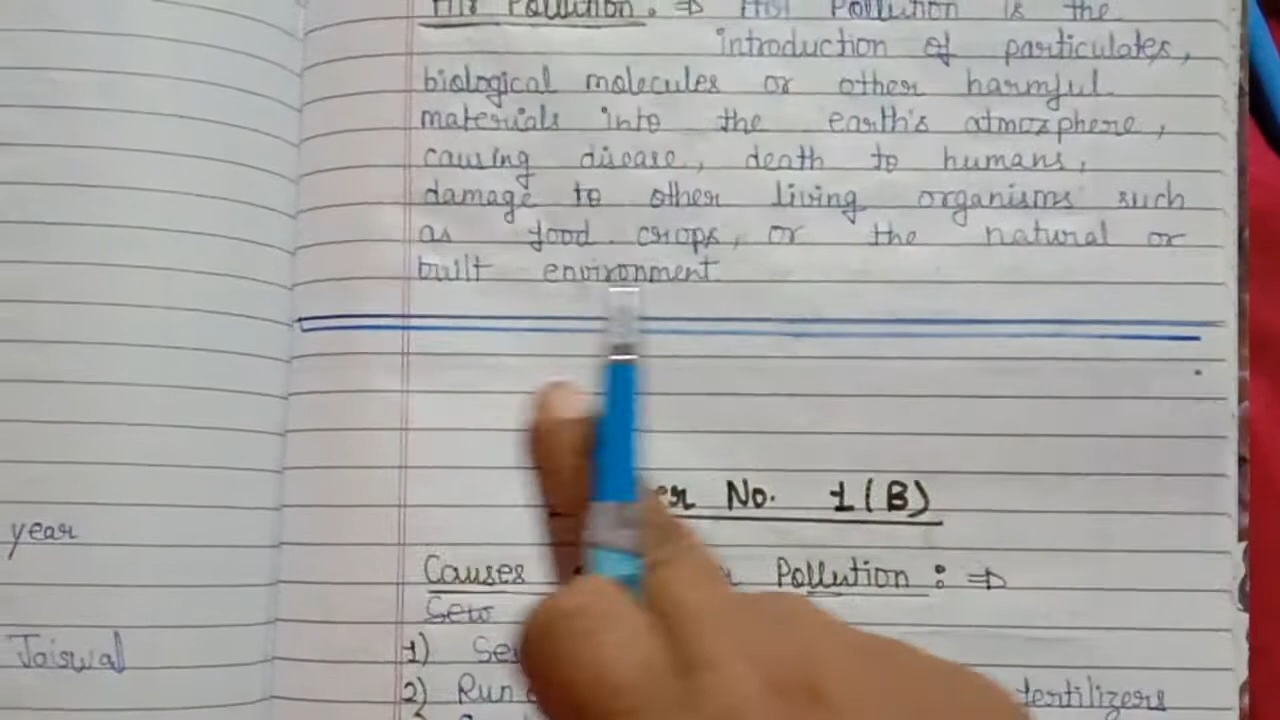 Air Pollution. ⇒ Air Pollution is the
introduction of particulates,
biological molecules or other harmful
materials into the earth's atmosphere,
causing disease, death to humans,
damage to other living organisms such
as food crops, or the natural or
built environment
er No. 1(B)
Causes Pollution : ⇒
1) Se
2) Run fertilizers
year
Jaiswal